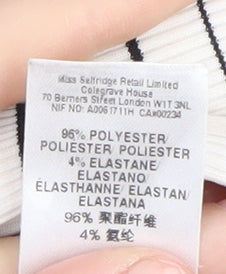 Miss Selfridge Retail Limited
Colegrave House
70 Berners Street London W1T 3NL
NIF NO: A0061711H CA#00234
96% POLYESTER/
POLIÉSTER/ POLIESTER
4% ELASTANE/
ELASTANO/
ÉLASTHANNE/ ELASTAN/
ELASTANA
96% 聚酯纤维
4% 氨纶